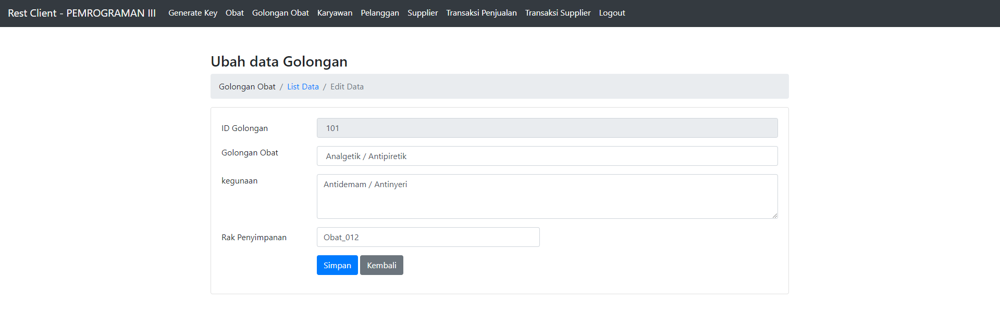 Rest Client - PEMROGRAMAN III Generate Key Obat Golongan Obat Karyawan Pelanggan Supplier Transaksi Penjualan Transaksi Supplier Logout
Ubah data Golongan
Golongan Obat / List Data / Edit Data
ID Golongan 101
Golongan Obat Analgetik / Antipiretik
kegunaan Antidemam / Antinyeri
Rak Penyimpanan Obat_012
Simpan Kembali